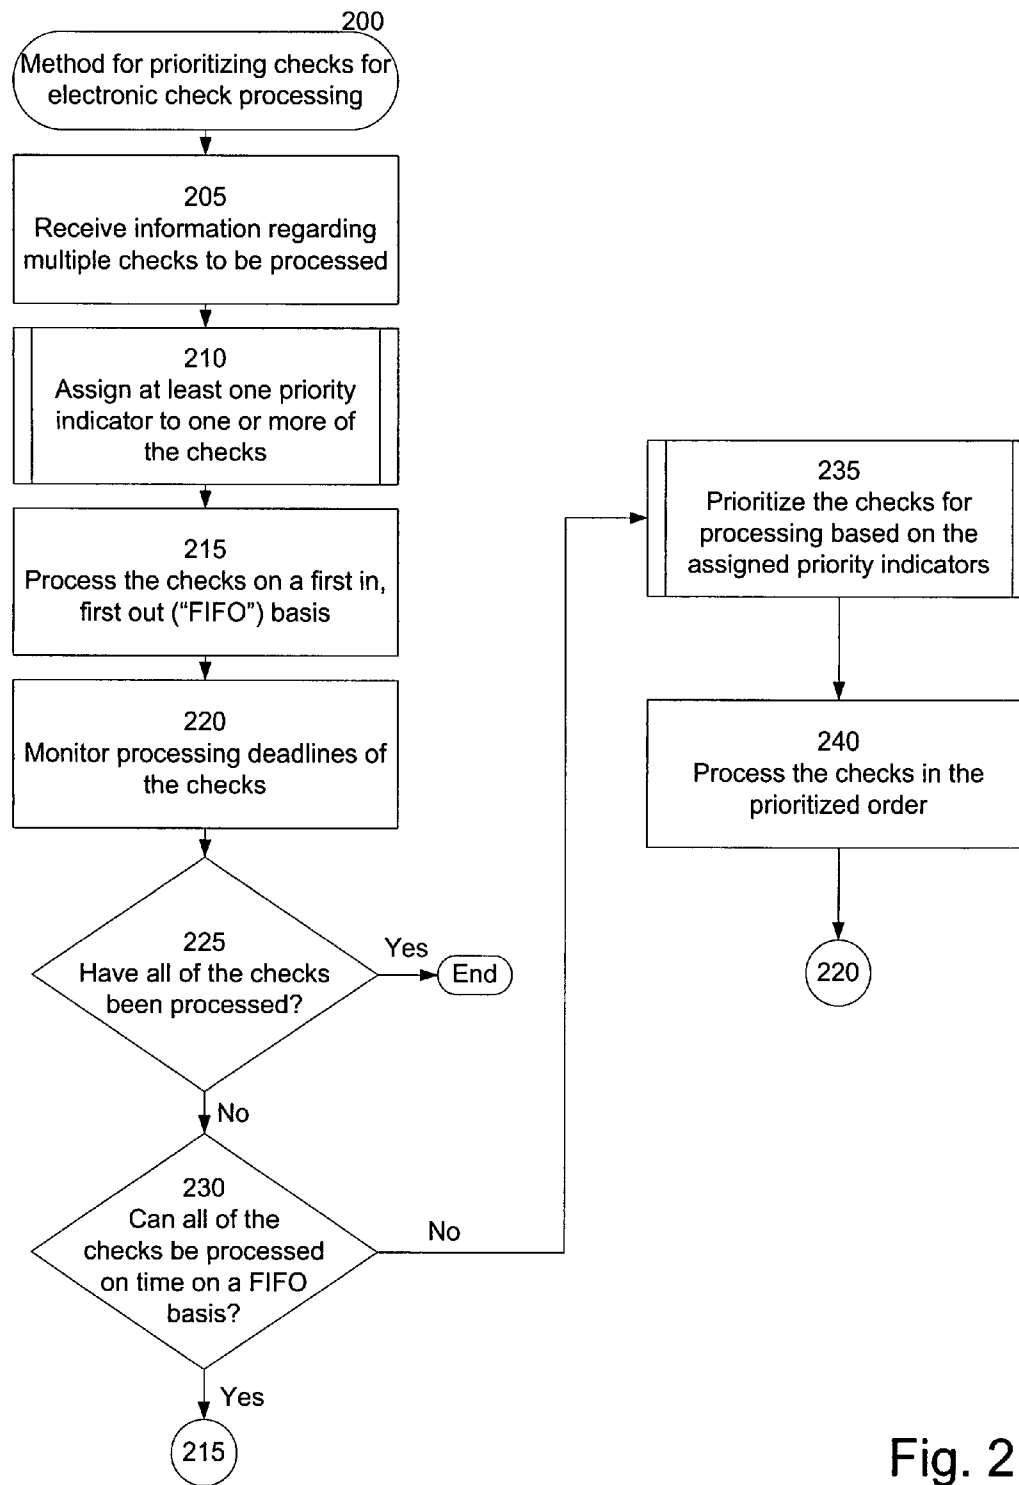 200
Method for prioritizing checks for
electronic check processing
205
Receive information regarding
multiple checks to be processed
210
Assign at least one priority
indicator to one or more of
the checks
215
Process the checks on a first in,
first out (“FIFO”) basis
220
Monitor processing deadlines of
the checks
225
Have all of the checks
been processed?
Yes
End
No
230
Can all of the
checks be processed
on time on a FIFO
basis?
No
Yes
215
235
Prioritize the checks for
processing based on the
assigned priority indicators
240
Process the checks in the
prioritized order
220
Fig. 2